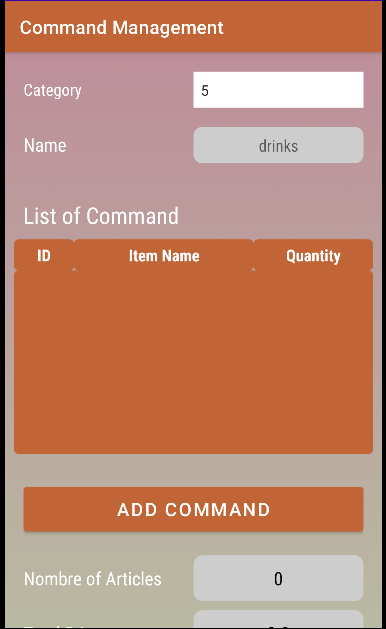 Command Management
Category 5
Name drinks
List of Command
ID Item Name Quantity
ADD COMMAND
Nombre of Articles 0